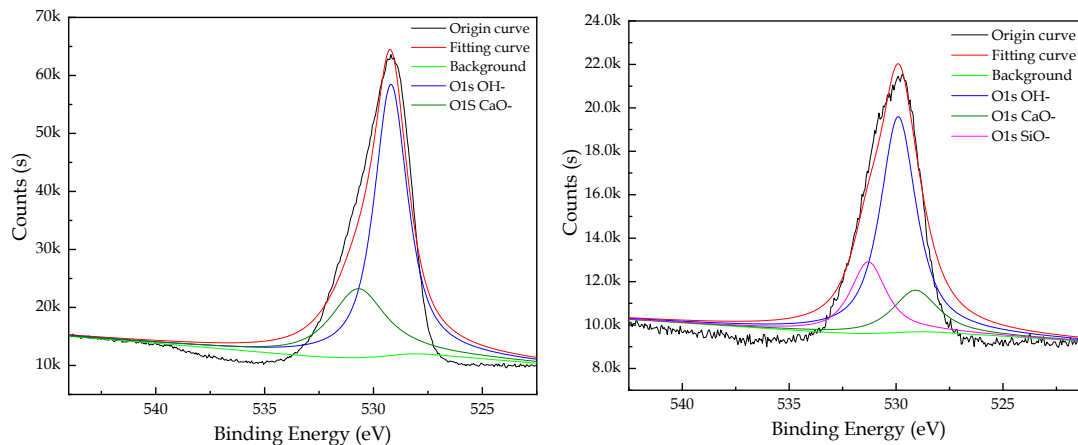 70k
60k
50k
40k
30k
20k
10k
Counts (s)
Origin curve
Fitting curve
Background
O1s OH-
O1S CaO-
540
535
530
525
Binding Energy (eV)
24.0k
22.0k
20.0k
18.0k
16.0k
14.0k
12.0k
10.0k
8.0k
Counts (s)
Origin curve
Fitting curve
Background
O1s OH-
O1s CaO-
O1s SiO-
540
535
530
525
Binding Energy (eV)